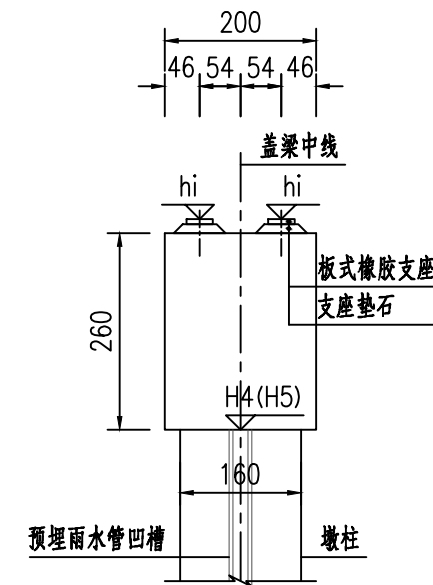 200
46 54 54 46
盖梁中线
hi hi
板式橡胶支座
支座垫石
260
H4(H5)
160
预埋雨水管凹槽 墩柱